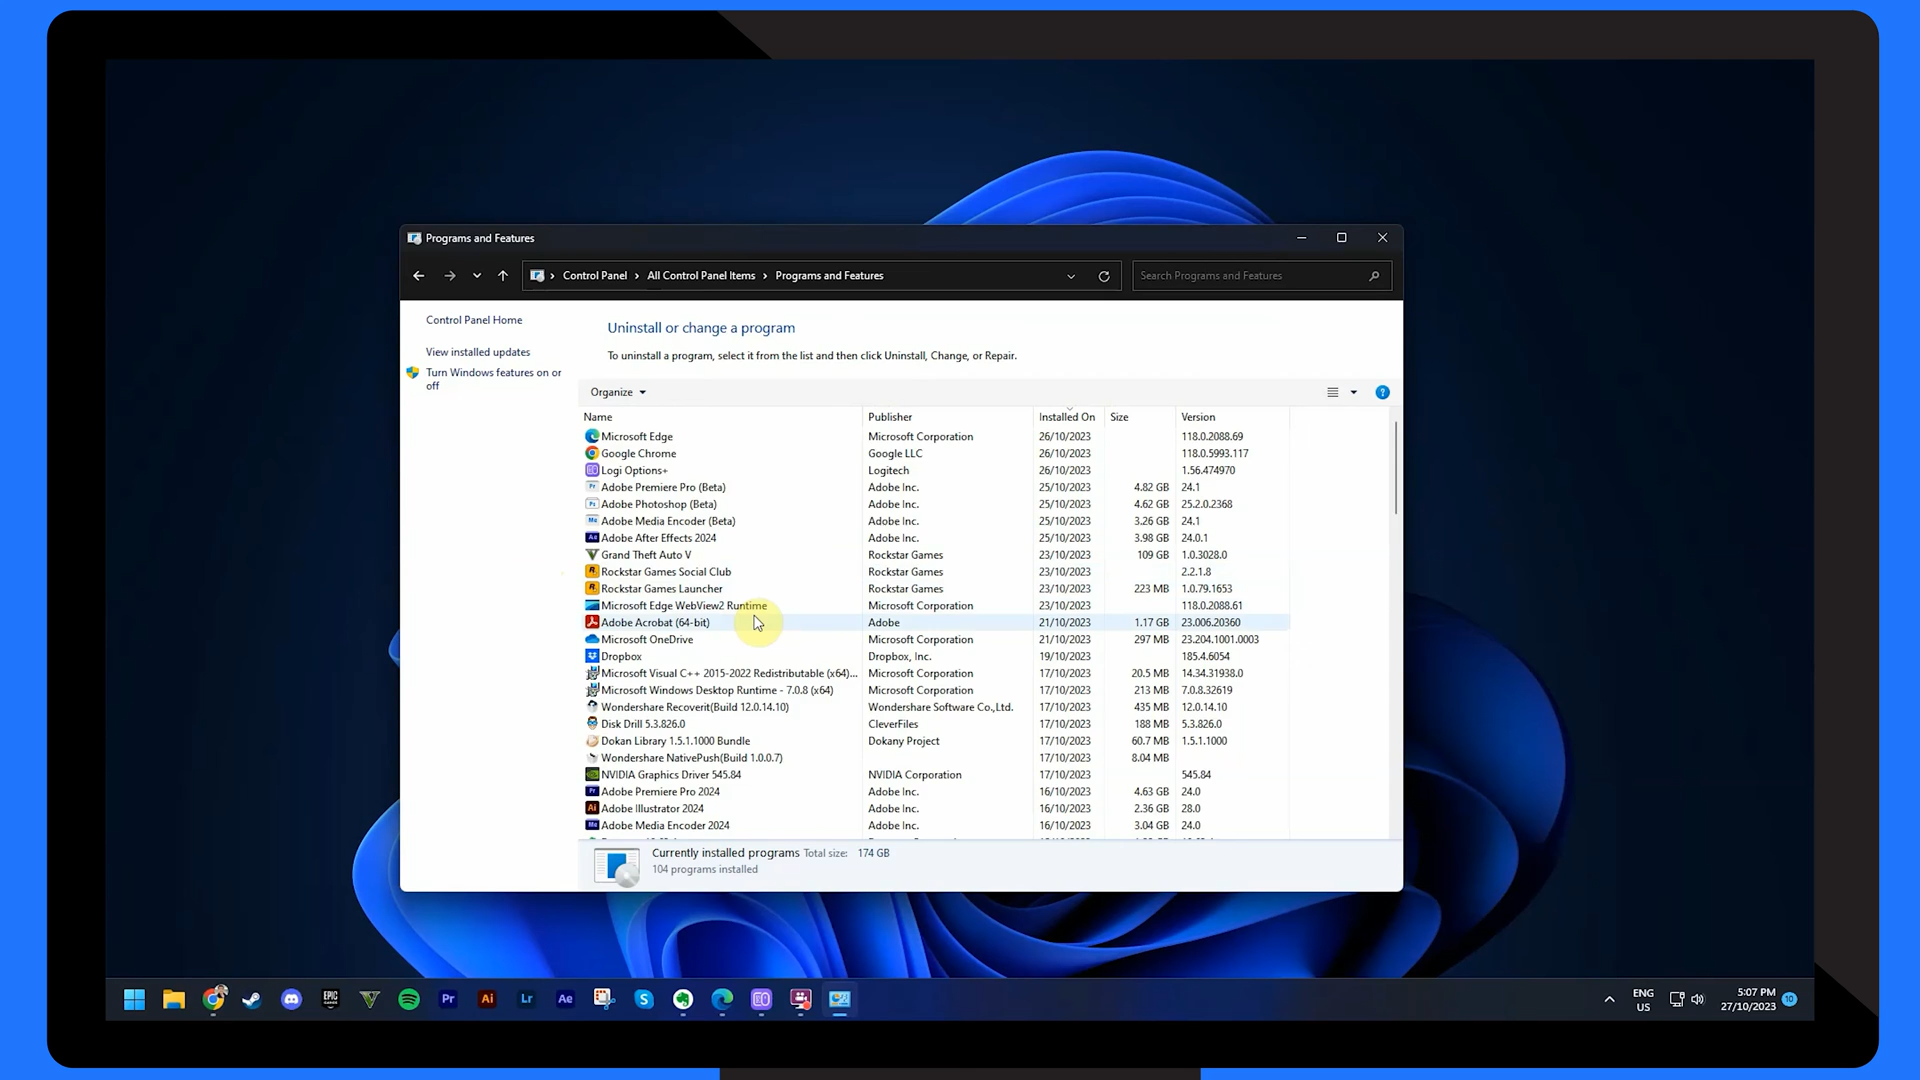 Programs and Features
Control Panel > All Control Panel Items > Programs and Features
Search Programs and Features
Control Panel Home
View installed updates
Turn Windows features on or
off
Uninstall or change a program
To uninstall a program, select it from the list and then click Uninstall, Change, or Repair.
Organize
Name Publisher Installed On Size Version
Microsoft Edge Microsoft Corporation 26/10/2023 118.0.2088.69
Google Chrome Google LLC 26/10/2023 118.0.5993.117
Logi Options+ Logitech 26/10/2023 1.56.474970
Adobe Premiere Pro (Beta) Adobe Inc. 25/10/2023 4.82 GB 24.1
Adobe Photoshop (Beta) Adobe Inc. 25/10/2023 4.62 GB 25.2.0.2368
Adobe Media Encoder (Beta) Adobe Inc. 25/10/2023 3.26 GB 24.1
Adobe After Effects 2024 Adobe Inc. 25/10/2023 3.98 GB 24.0.1
Grand Theft Auto V Rockstar Games 23/10/2023 109 GB 1.0.3028.0
Rockstar Games Social Club Rockstar Games 23/10/2023 2.2.1.8
Rockstar Games Launcher Rockstar Games 23/10/2023 223 MB 1.0.79.1653
Microsoft Edge WebView2 Runtime Microsoft Corporation 23/10/2023 118.0.2088.61
Adobe Acrobat (64-bit) Adobe 21/10/2023 1.17 GB 23.006.20360
Microsoft OneDrive Microsoft Corporation 21/10/2023 297 MB 23.204.1001.0003
Dropbox Dropbox, Inc. 19/10/2023 185.4.6054
Microsoft Visual C++ 2015-2022 Redistributable (x64)... Microsoft Corporation 17/10/2023 20.5 MB 14.34.31938.0
Microsoft Windows Desktop Runtime - 7.0.8 (x64) Microsoft Corporation 17/10/2023 213 MB 7.0.8.32619
Wondershare Recoverit(Build 12.0.14.10) Wondershare Software Co.,Ltd. 17/10/2023 435 MB 12.0.14.10
Disk Drill 5.3.826.0 CleverFiles 17/10/2023 188 MB 5.3.826.0
Dokan Library 1.5.1.1000 Bundle Dokany Project 17/10/2023 60.7 MB 1.5.1.1000
Wondershare NativePush(Build 1.0.0.7) 17/10/2023 8.04 MB
NVIDIA Graphics Driver 545.84 NVIDIA Corporation 17/10/2023 545.84
Adobe Premiere Pro 2024 Adobe Inc. 16/10/2023 4.63 GB 24.0
Adobe Illustrator 2024 Adobe Inc. 16/10/2023 2.36 GB 28.0
Adobe Media Encoder 2024 Adobe Inc. 16/10/2023 3.04 GB 24.0
Currently installed programs Total size: 174 GB
104 programs installed
EPIC
Pr Ai Lr Ae
ENG
US
5:07 PM
27/10/2023
10